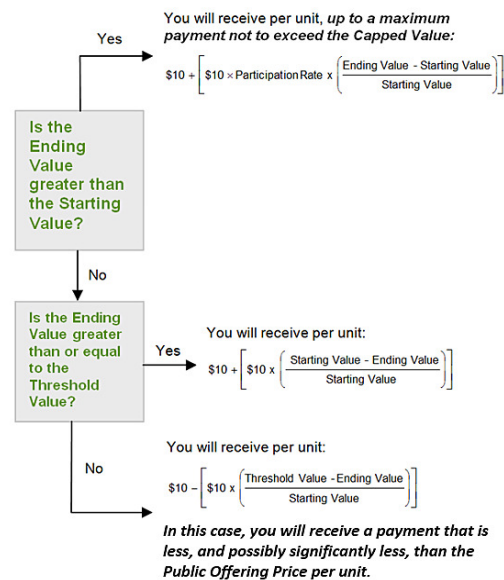 You will receive per unit, up to a maximum
payment not to exceed the Capped Value:
Yes
$10 + [ $10 × Participation Rate x ( Ending Value - Starting Value / Starting Value ) ]
Is the
Ending
Value
greater than
the Starting
Value?
No
Is the Ending
Value greater
than or equal
to the
Threshold
Value?
Yes
You will receive per unit:
$10 + [ $10 x ( Starting Value - Ending Value / Starting Value ) ]
You will receive per unit:
No
$10 – [ $10 x ( Threshold Value - Ending Value / Starting Value ) ]
In this case, you will receive a payment that is
less, and possibly significantly less, than the
Public Offering Price per unit.